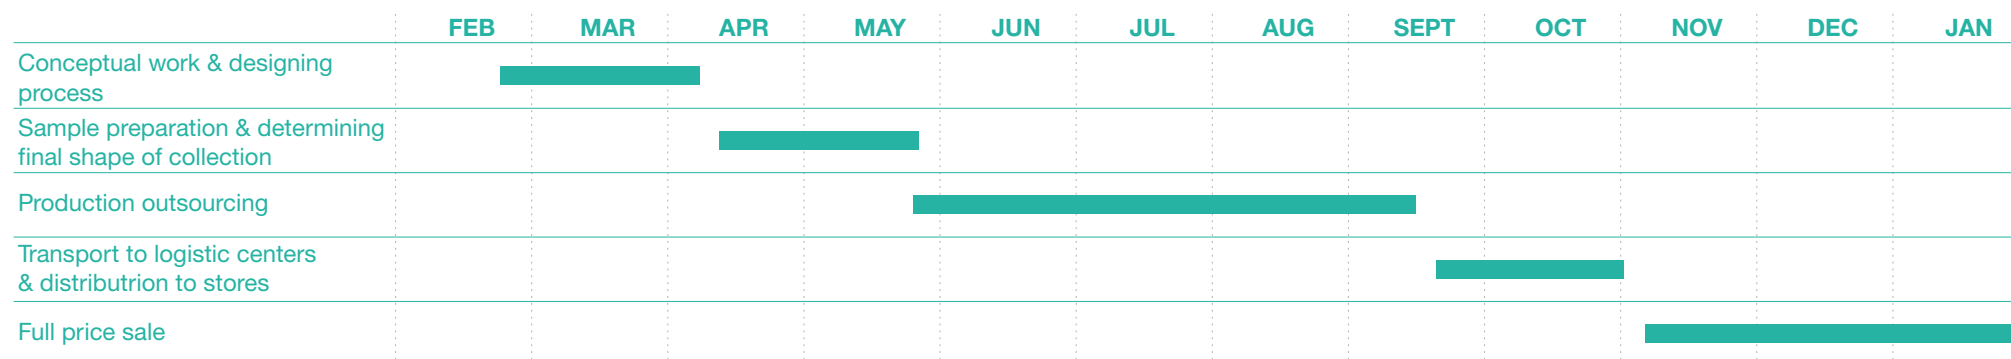 FEB MAR APR MAY JUN JUL AUG SEPT OCT NOV DEC JAN
Conceptual work & designing
process
Sample preparation & determining
final shape of collection
Production outsourcing
Transport to logistic centers
& distributrion to stores
Full price sale